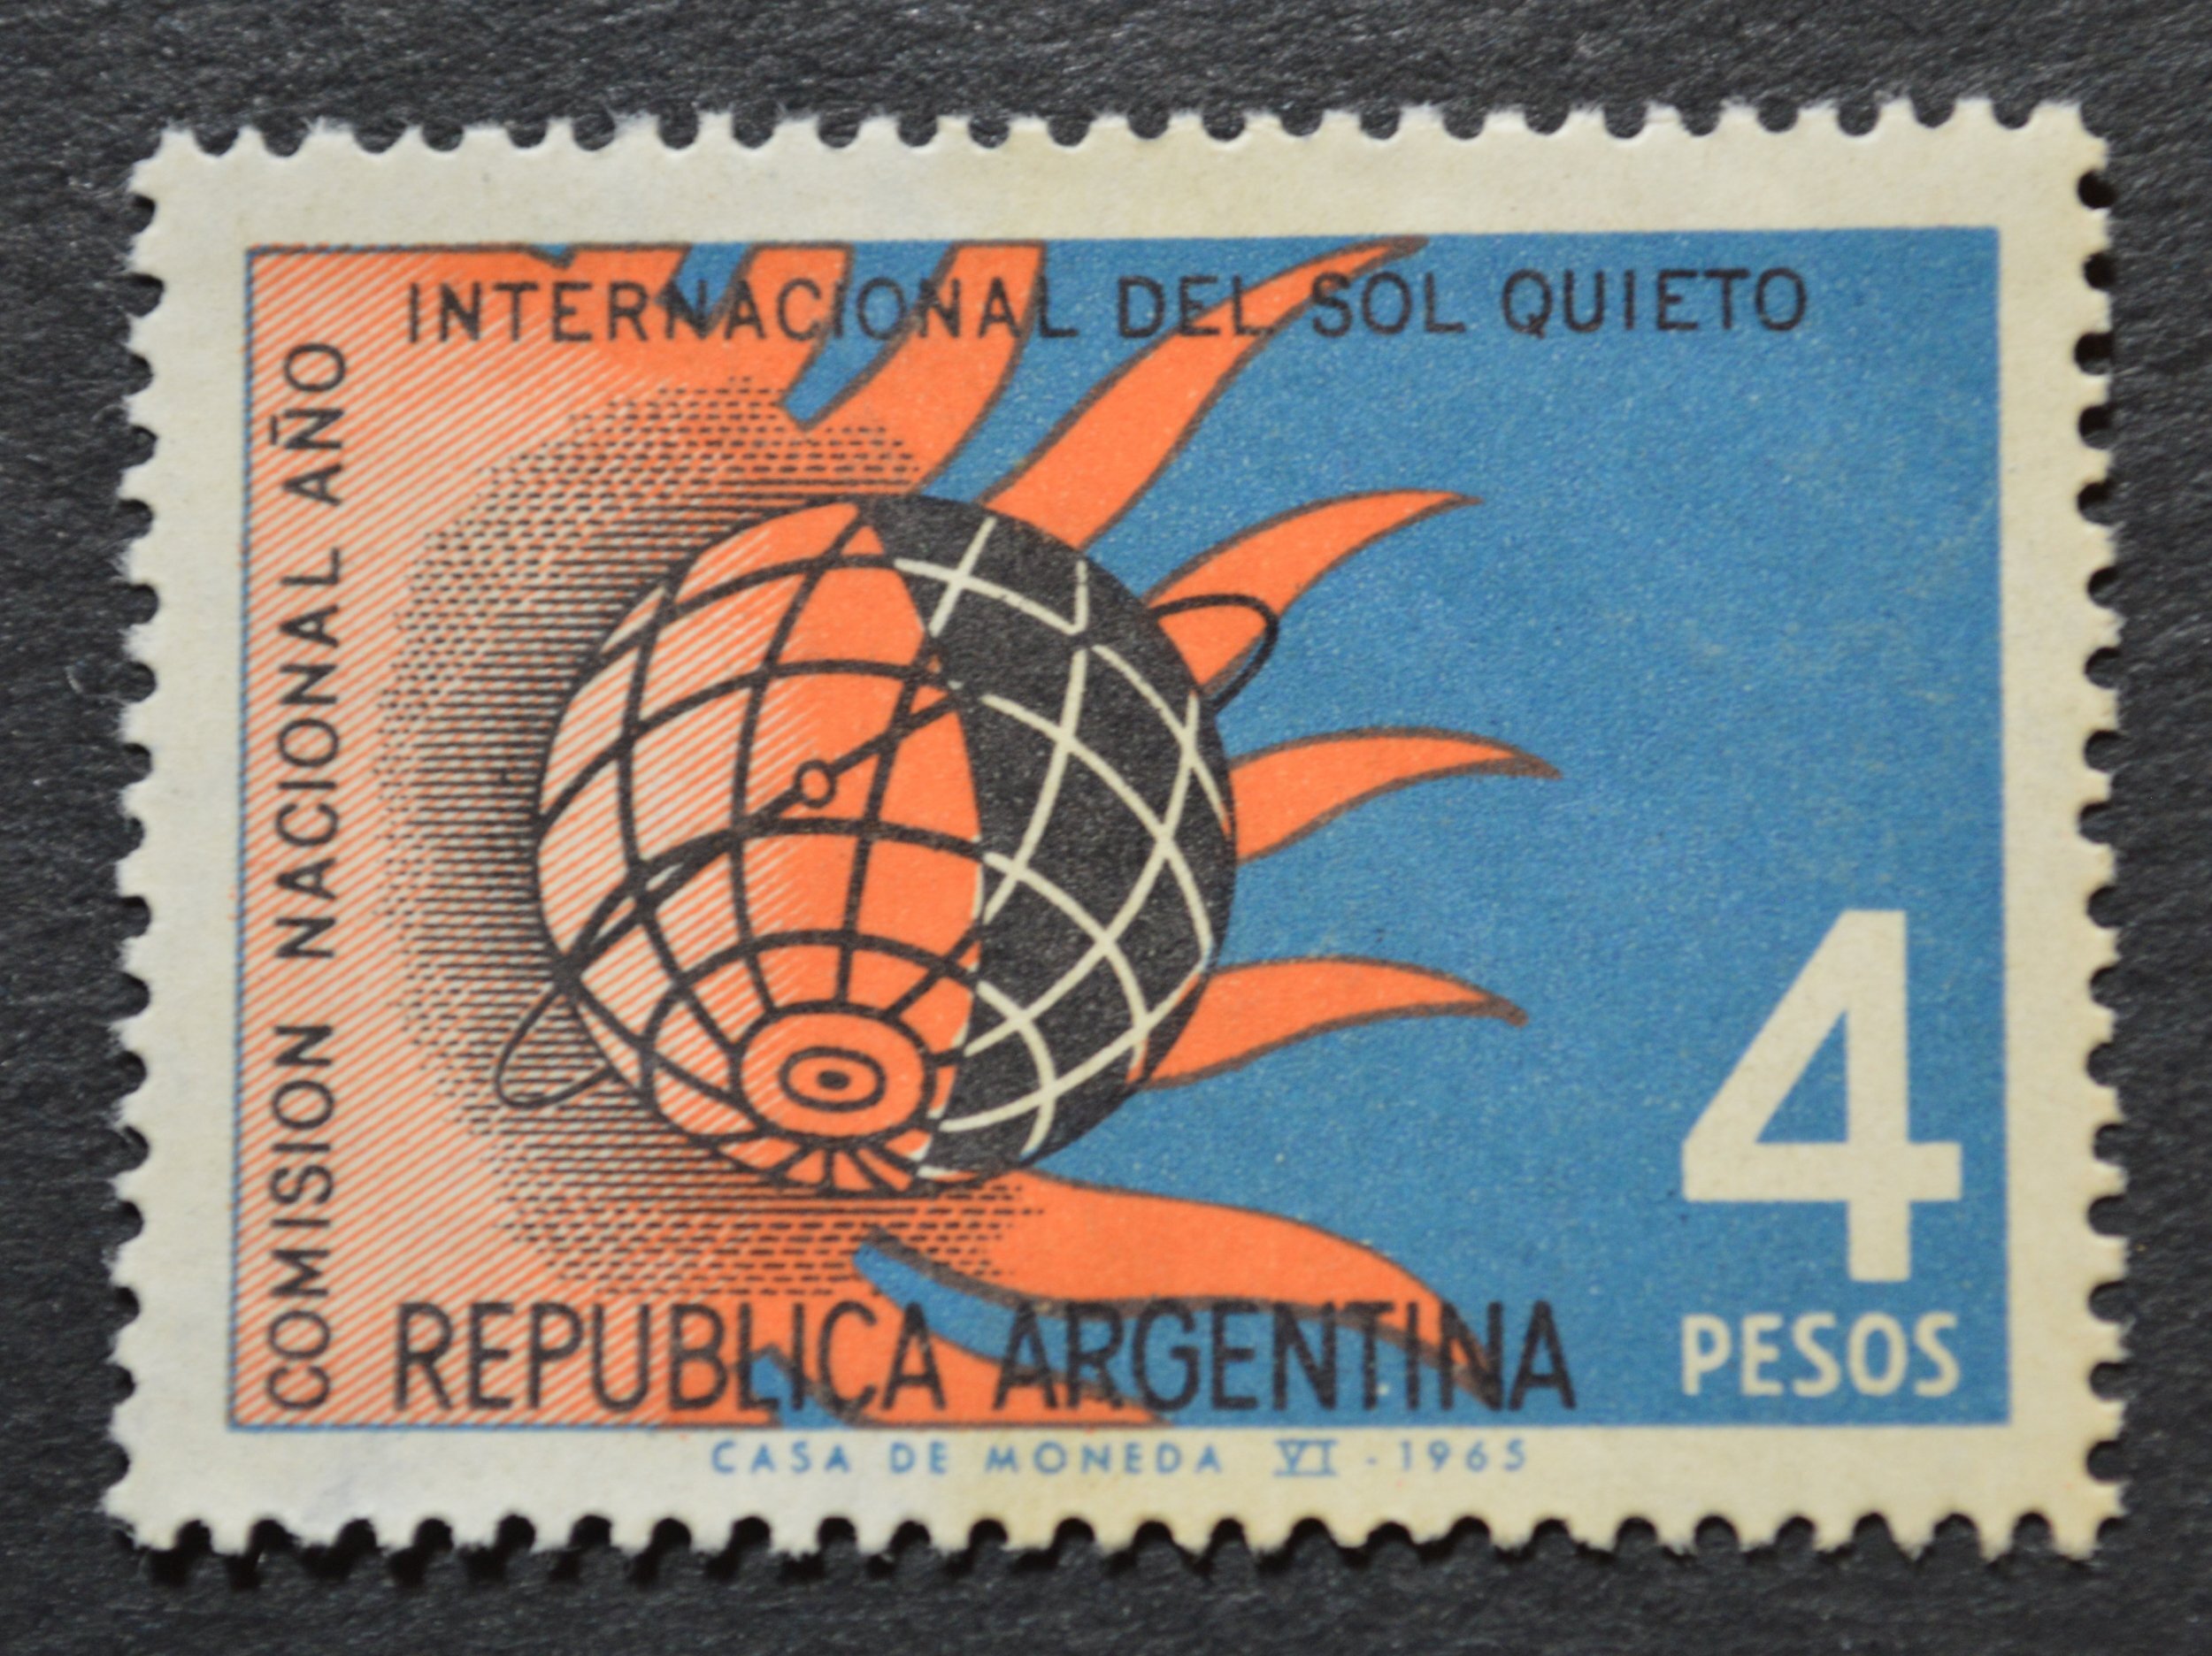 COMISION NACIONAL AÑO
INTERNACIONAL DEL SOL QUIETO
4
PESOS
REPUBLICA ARGENTINA
CASA DE MONEDA VI - 1965